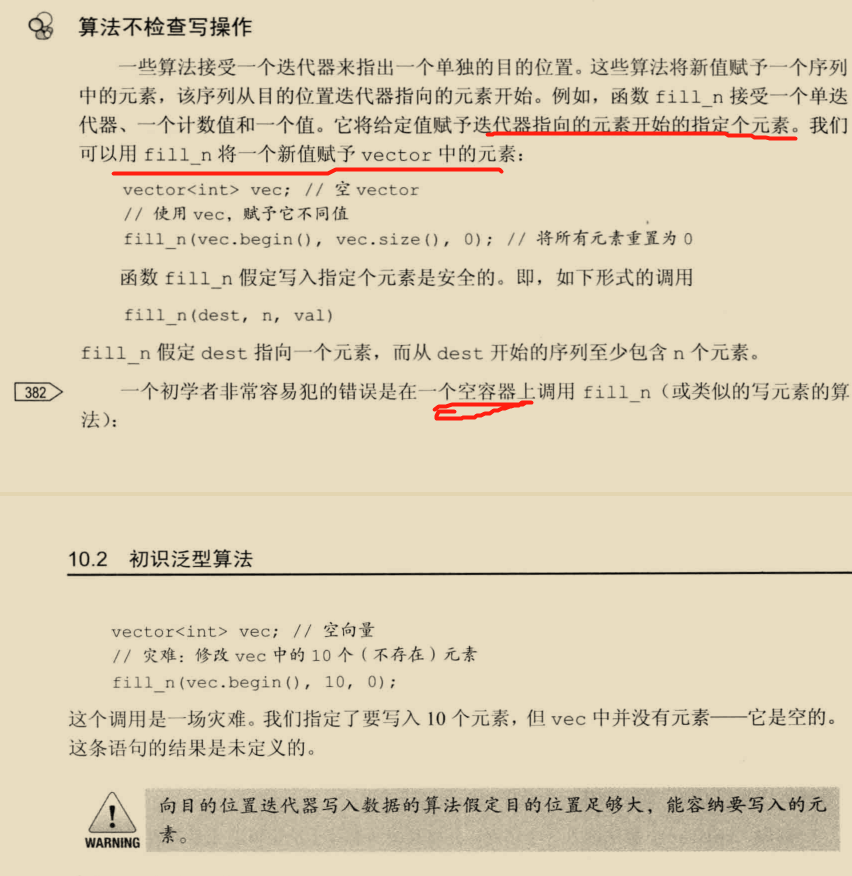 算法不检查写操作
一些算法接受一个迭代器来指出一个单独的目的位置。这些算法将新值赋予一个序列
中的元素，该序列从目的位置迭代器指向的元素开始。例如，函数 fill_n 接受一个单迭
代器、一个计数值和一个值。它将给定值赋予迭代器指向的元素开始的指定个元素。我们
可以用 fill_n 将一个新值赋予 vector 中的元素：
vector<int> vec; // 空 vector
// 使用 vec，赋予它不同值
fill_n(vec.begin(), vec.size(), 0); // 将所有元素重置为 0
函数 fill_n 假定写入指定个元素是安全的。即，如下形式的调用
fill_n(dest, n, val)
fill_n 假定 dest 指向一个元素，而从 dest 开始的序列至少包含 n 个元素。
382
一个初学者非常容易犯的错误是在一个空容器上调用 fill_n（或类似的写元素的算
法）：
10.2 初识泛型算法
vector<int> vec; // 空向量
// 灾难：修改 vec 中的 10 个（不存在）元素
fill_n(vec.begin(), 10, 0);
这个调用是一场灾难。我们指定了要写入 10 个元素，但 vec 中并没有元素——它是空的。
这条语句的结果是未定义的。
向目的位置迭代器写入数据的算法假定目的位置足够大，能容纳要写入的元
素。
WARNING